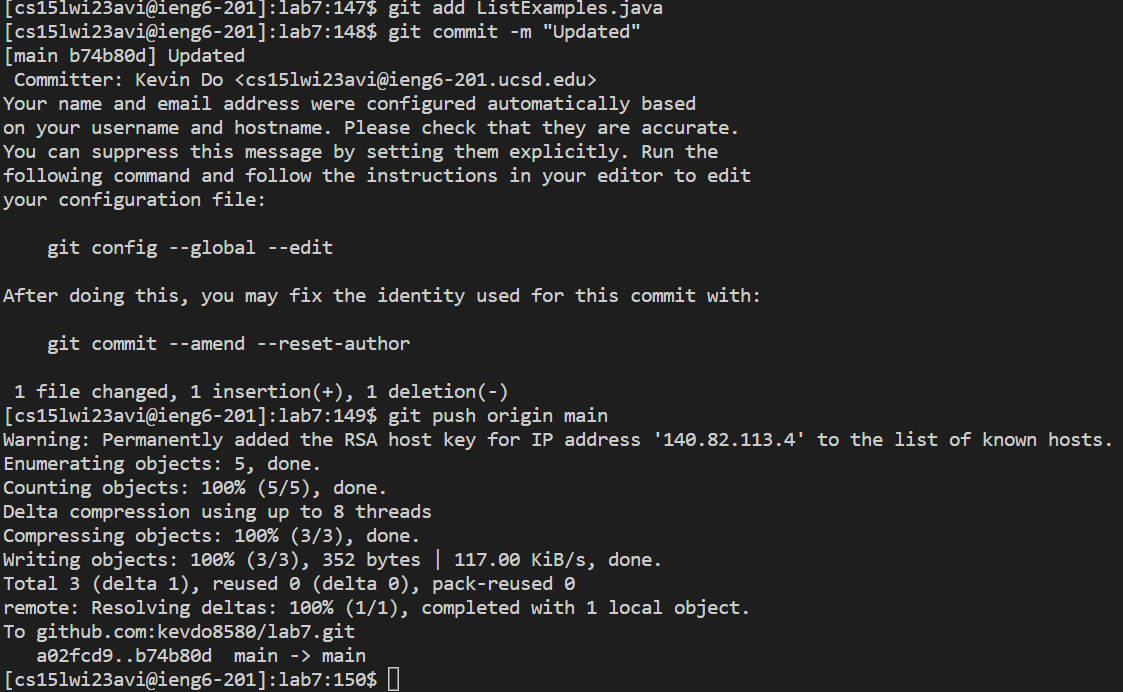 [cs15lwi23avi@ieng6-201]:lab7:147$ git add ListExamples.java
[cs15lwi23avi@ieng6-201]:lab7:148$ git commit -m "Updated"
[main b74b80d] Updated
 Committer: Kevin Do <cs15lwi23avi@ieng6-201.ucsd.edu>
Your name and email address were configured automatically based
on your username and hostname. Please check that they are accurate.
You can suppress this message by setting them explicitly. Run the
following command and follow the instructions in your editor to edit
your configuration file:

    git config --global --edit

After doing this, you may fix the identity used for this commit with:

    git commit --amend --reset-author

 1 file changed, 1 insertion(+), 1 deletion(-)
[cs15lwi23avi@ieng6-201]:lab7:149$ git push origin main
Warning: Permanently added the RSA host key for IP address '140.82.113.4' to the list of known hosts.
Enumerating objects: 5, done.
Counting objects: 100% (5/5), done.
Delta compression using up to 8 threads
Compressing objects: 100% (3/3), done.
Writing objects: 100% (3/3), 352 bytes | 117.00 KiB/s, done.
Total 3 (delta 1), reused 0 (delta 0), pack-reused 0
remote: Resolving deltas: 100% (1/1), completed with 1 local object.
To github.com:kevdo8580/lab7.git
   a02fcd9..b74b80d  main -> main
[cs15lwi23avi@ieng6-201]:lab7:150$